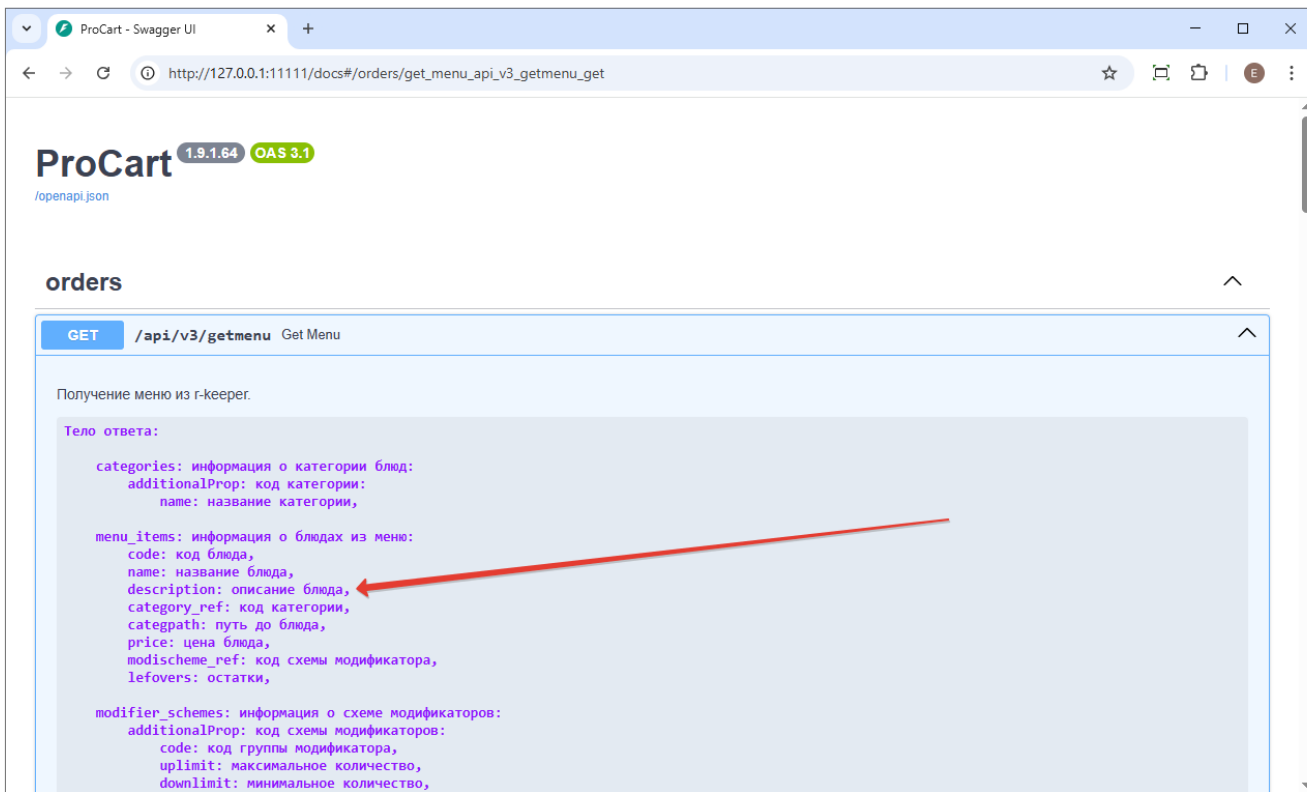 ProCart - Swagger UI
http://127.0.0.1:11111/docs#/orders/get_menu_api_v3_getmenu_get
E
ProCart 1.9.1.64 OAS 3.1
/openapi.json
orders
GET /api/v3/getmenu Get Menu
Получение меню из r-keeper.
Тело ответа:
categories: информация о категории блюд:
additionalProp: код категории:
name: название категории,
menu_items: информация о блюдах из меню:
code: код блюда,
name: название блюда,
description: описание блюда,
category_ref: код категории,
categpath: путь до блюда,
price: цена блюда,
modischeme_ref: код схемы модификатора,
lefovers: остатки,
modifier_schemes: информация о схеме модификаторов:
additionalProp: код схемы модификаторов:
code: код группы модификатора,
uplimit: максимальное количество,
downlimit: минимальное количество,